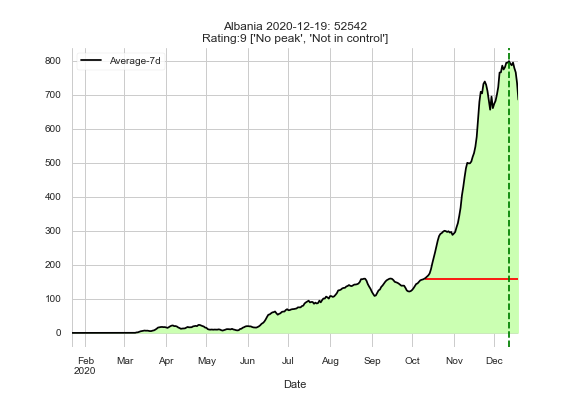 Albania 2020-12-19: 52542
Rating:9 ['No peak', 'Not in control']
Average-7d
800
700
600
500
400
300
200
100
0
Feb Mar Apr May Jun Jul Aug Sep Oct Nov Dec
2020
Date